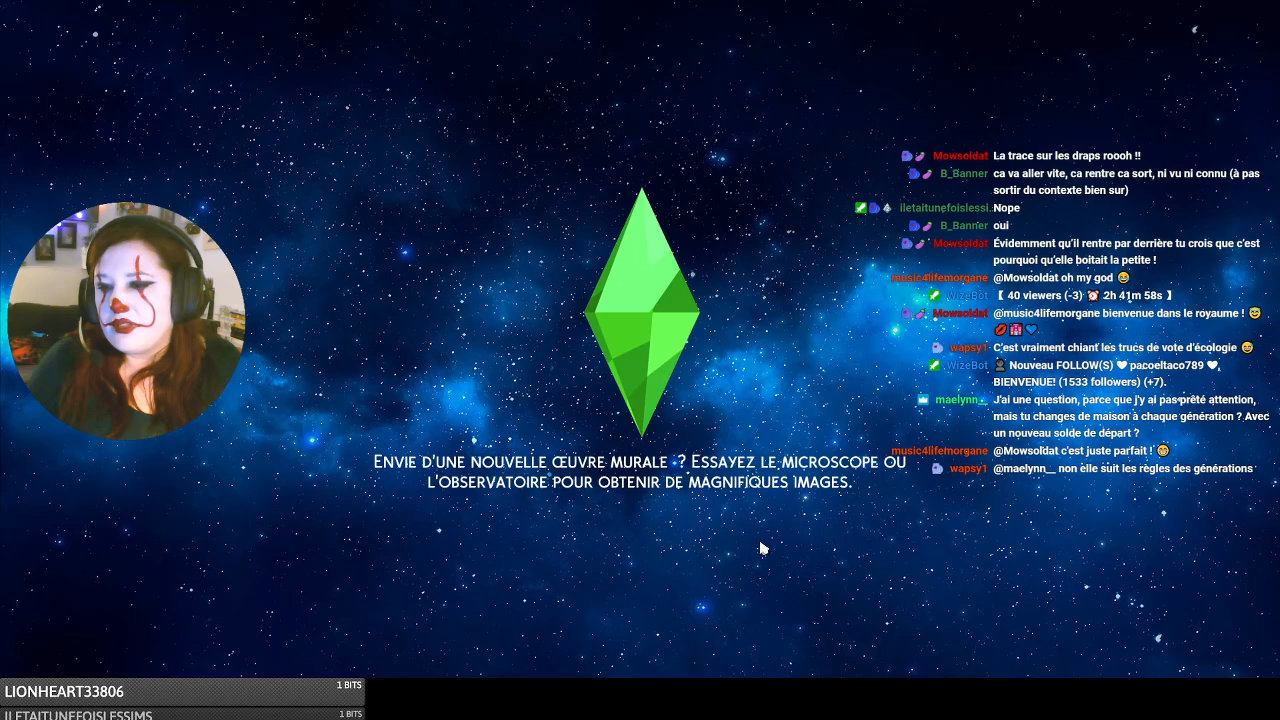 Mowsoldat La trace sur les draps roooh !!
B_Banner ca va aller vite, ca rentre ca sort, ni vu ni connu (à pas
sortir du contexte bien sur)
iletaitunefoislessi.. Nope
B_Banner oui
Mowsoldat Évidemment qu'il rentre par derrière tu crois que c'est
pourquoi qu'elle boitait la petite !
music4lifemorgane @Mowsoldat oh my god 😅
WizeBot 【 40 viewers (-3) ⏰ 2h 41m 58s 】
Mowsoldat @music4lifemorgane bienvenue dans le royaume ! 😇
💋 🎁 💙
wapsy1 C'est vraiment chiant les trucs de vote d'écologie 😅
WizeBot Nouveau FOLLOW(S) 🤍 pacoeltaco789 🤍,
BIENVENUE! (1533 followers) (+7).
maelynn__ J'ai une question, parce que j'y ai pas prêté attention,
mais tu changes de maison à chaque génération ? Avec
un nouveau solde de départ ?
music4lifemorgane @Mowsoldat c'est juste parfait ! 😁
wapsy1 @maelynn__ non elle suit les règles des générations
ENVIE D'UNE NOUVELLE ŒUVRE MURALE ? ESSAYEZ LE MICROSCOPE OU
L'OBSERVATOIRE POUR OBTENIR DE MAGNIFIQUES IMAGES.
LIONHEART33806 1 BITS
ILETAITUNEFOISLESSIMS 1 BITS